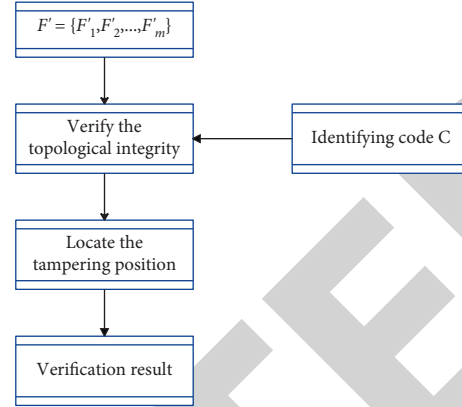 F′ = {F′1,F′2,...,F′m}
Verify the
topological integrity
Identifying code C
Locate the
tampering position
Verification result